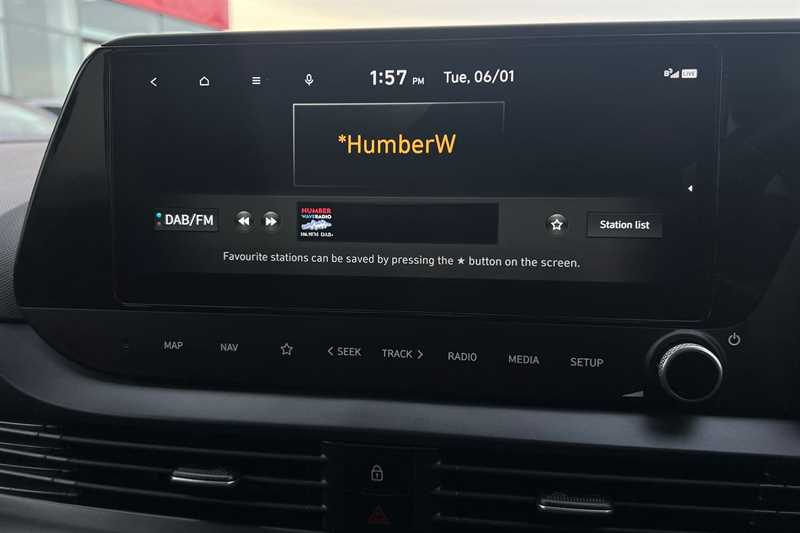 1:57 PM Tue, 06/01 LIVE
*HumberW
DAB/FM
HUMBER
WAVE RADIO
Station list
Favourite stations can be saved by pressing the ★ button on the screen.
MAP NAV < SEEK TRACK > RADIO MEDIA SETUP